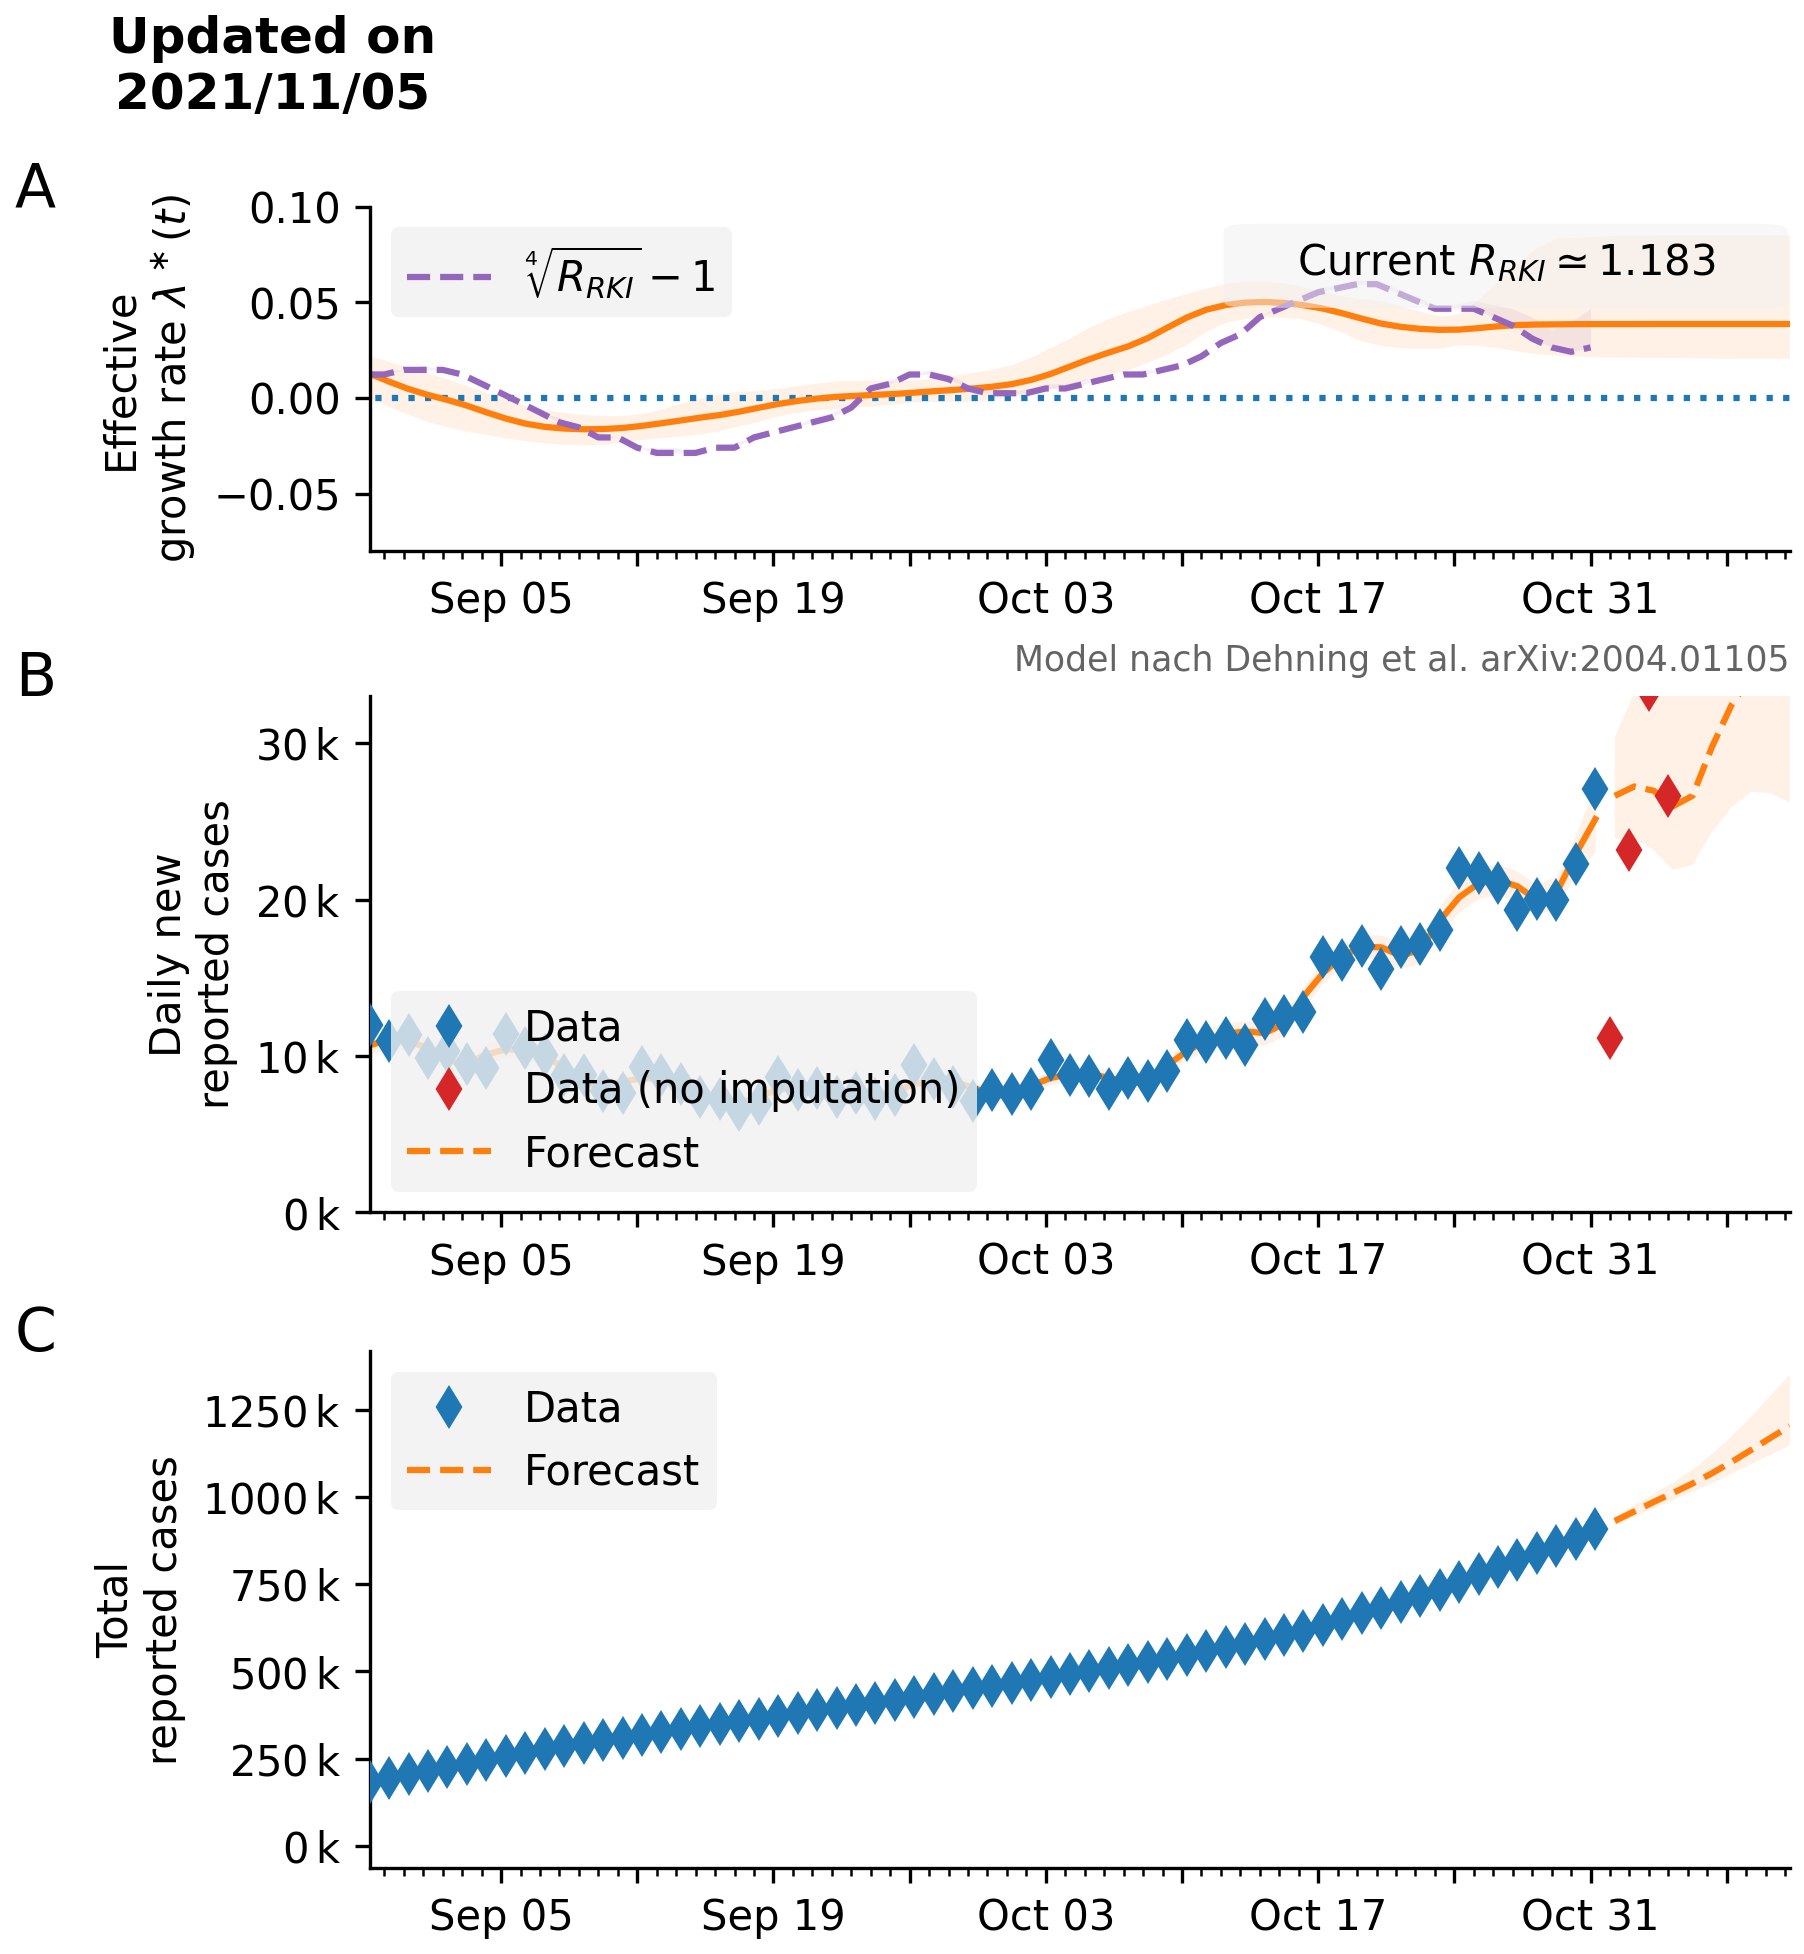 Updated on
2021/11/05
A
Effective
growth rate λ * (t)
0.10
0.05
0.00
−0.05
∜R_RKI − 1
Current R_RKI ≃ 1.183
Sep 05 Sep 19 Oct 03 Oct 17 Oct 31
Model nach Dehning et al. arXiv:2004.01105
B
Daily new
reported cases
30 k
20 k
10 k
0 k
Data
Data (no imputation)
Forecast
Sep 05 Sep 19 Oct 03 Oct 17 Oct 31
C
Total
reported cases
1250 k
1000 k
750 k
500 k
250 k
0 k
Data
Forecast
Sep 05 Sep 19 Oct 03 Oct 17 Oct 31